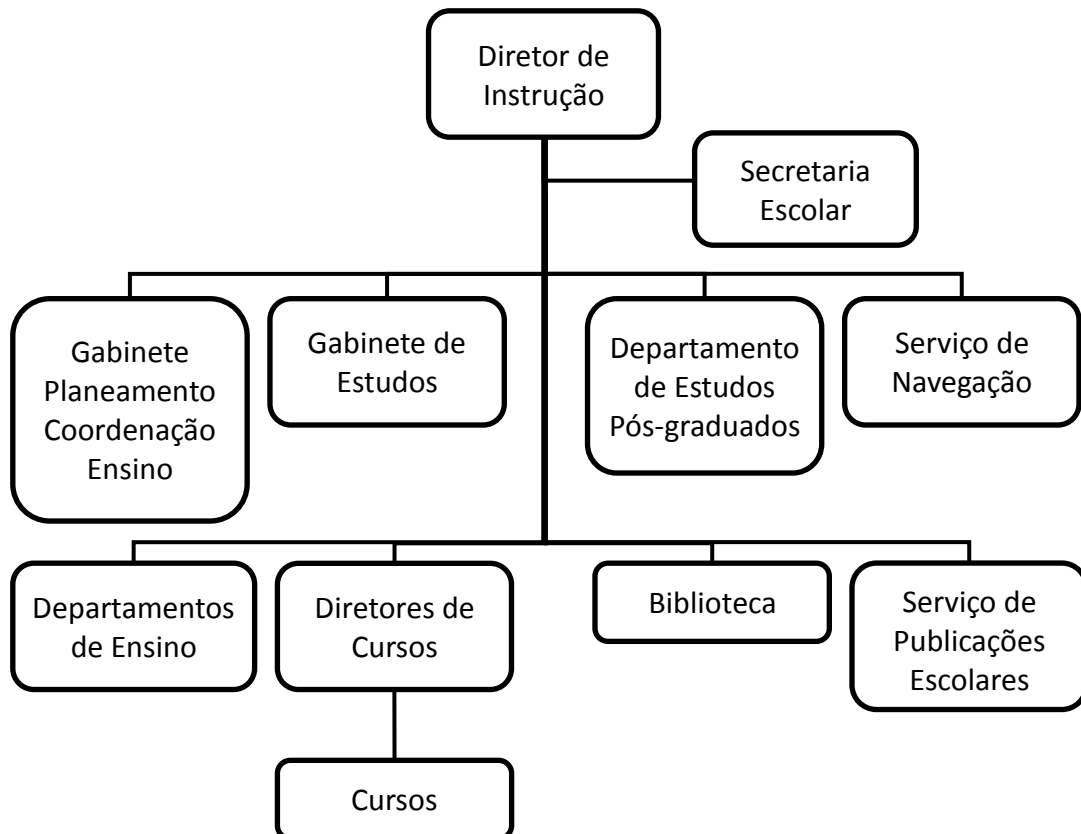 Diretor de
Instrução
Secretaria
Escolar
Gabinete
Planeamento
Coordenação
Ensino
Gabinete de
Estudos
Departamento
de Estudos
Pós-graduados
Serviço de
Navegação
Departamentos
de Ensino
Diretores de
Cursos
Biblioteca
Serviço de
Publicações
Escolares
Cursos